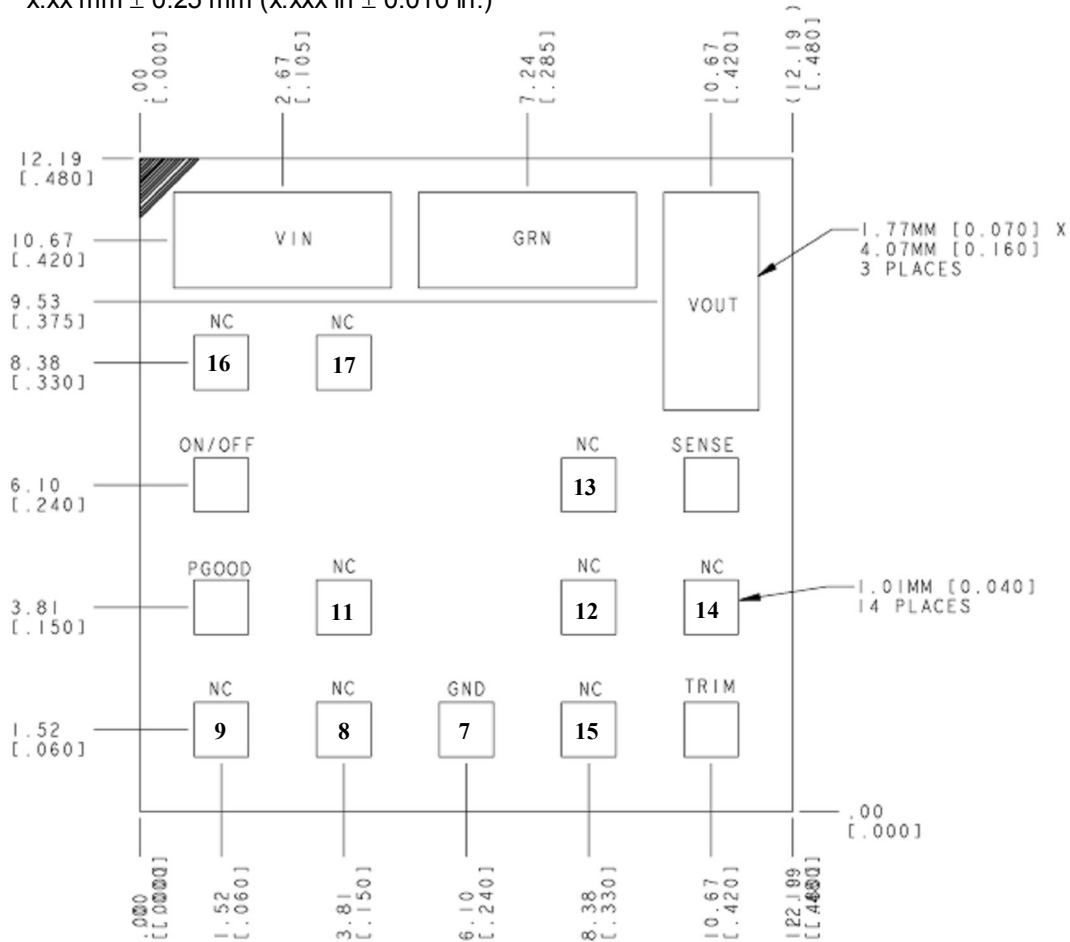 x.xx mm ± 0.25 mm (x.xxx in ± 0.010 in.)
.00
[.000]
2.67
[.105]
7.24
[.285]
10.67
[.420]
(12.19 )
[.480]
12.19
[.480]
10.67
[.420]
9.53
[.375]
8.38
[.330]
6.10
[.240]
3.81
[.150]
1.52
[.060]
VIN
GRN
VOUT
1.77MM [0.070] X
4.07MM [0.160]
3 PLACES
NC
16
NC
17
ON/OFF
NC
13
SENSE
PGOOD
NC
11
NC
12
NC
14
1.01MM [0.040]
14 PLACES
NC
9
NC
8
GND
7
NC
15
TRIM
.00
[.000]
1.52
[.060]
3.81
[.150]
6.10
[.240]
8.38
[.330]
10.67
[.420]